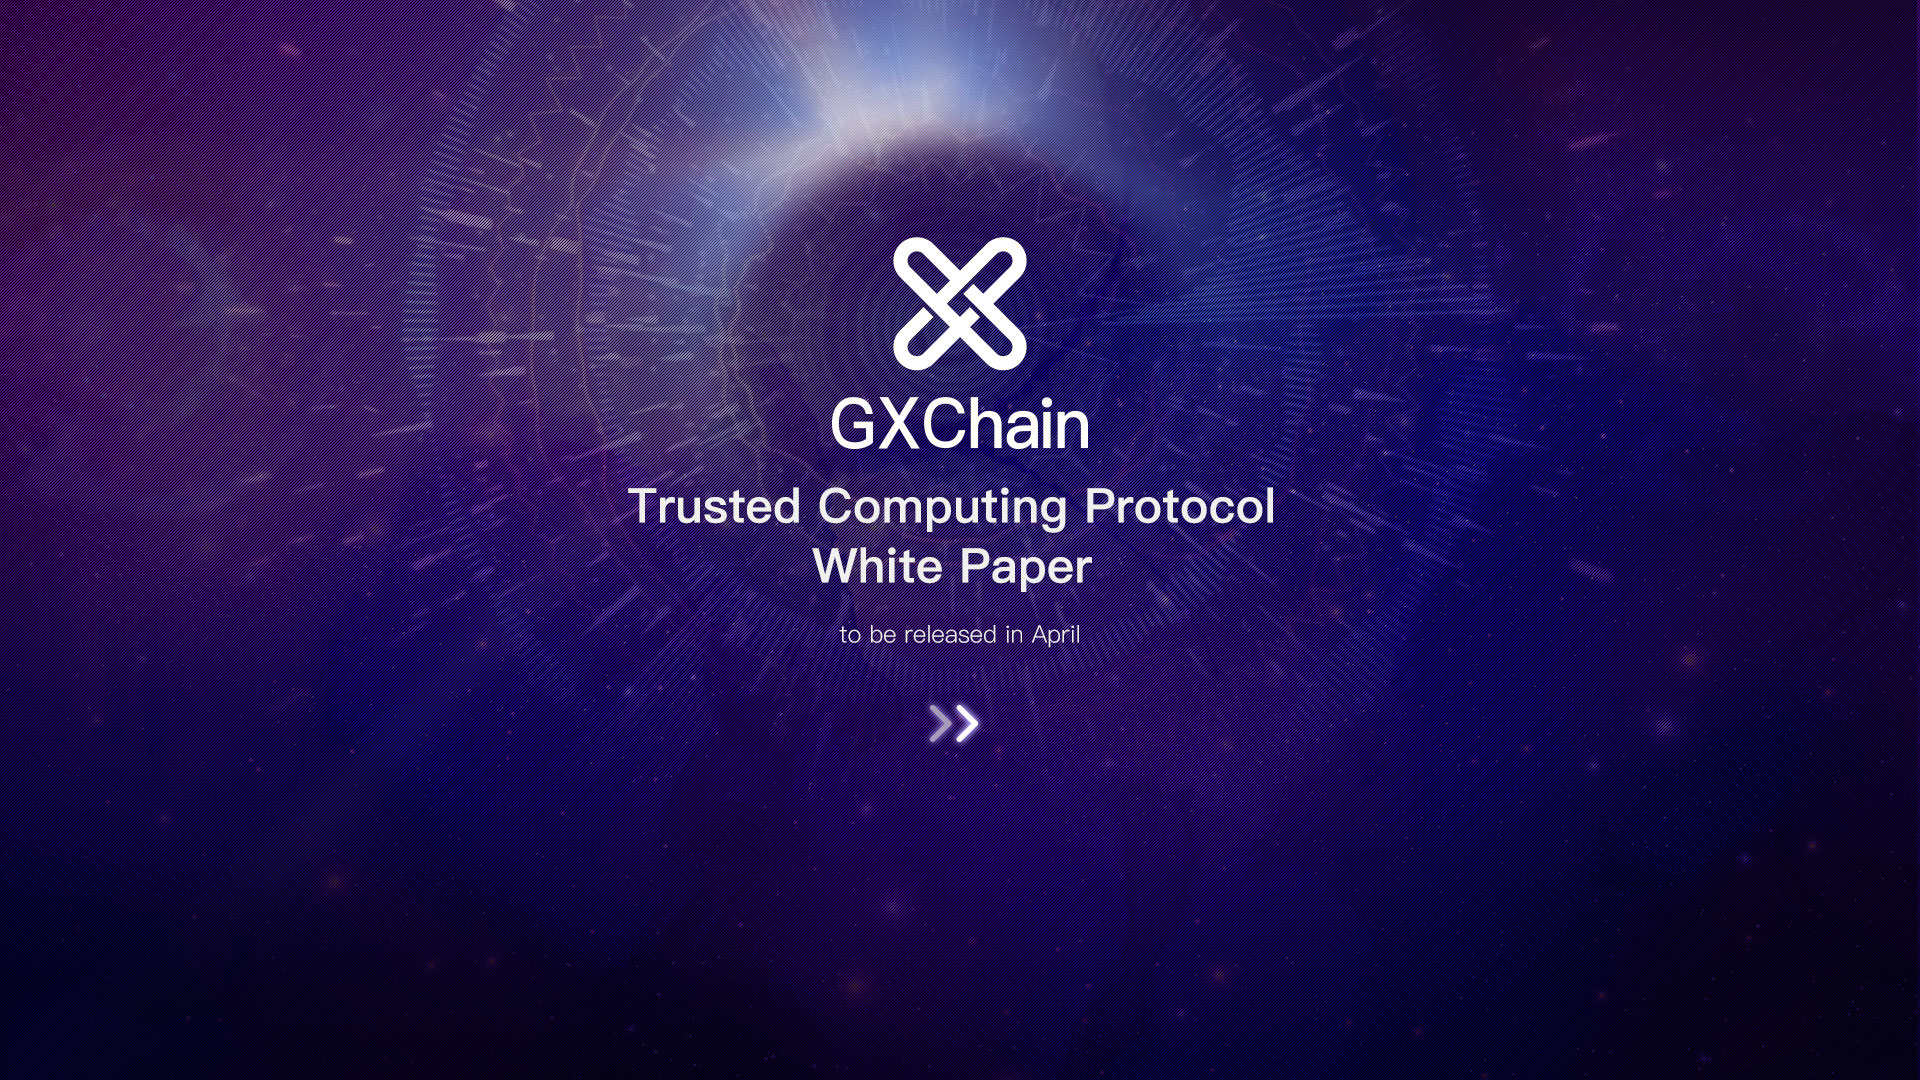 GXChain
Trusted Computing Protocol
White Paper
to be released in April